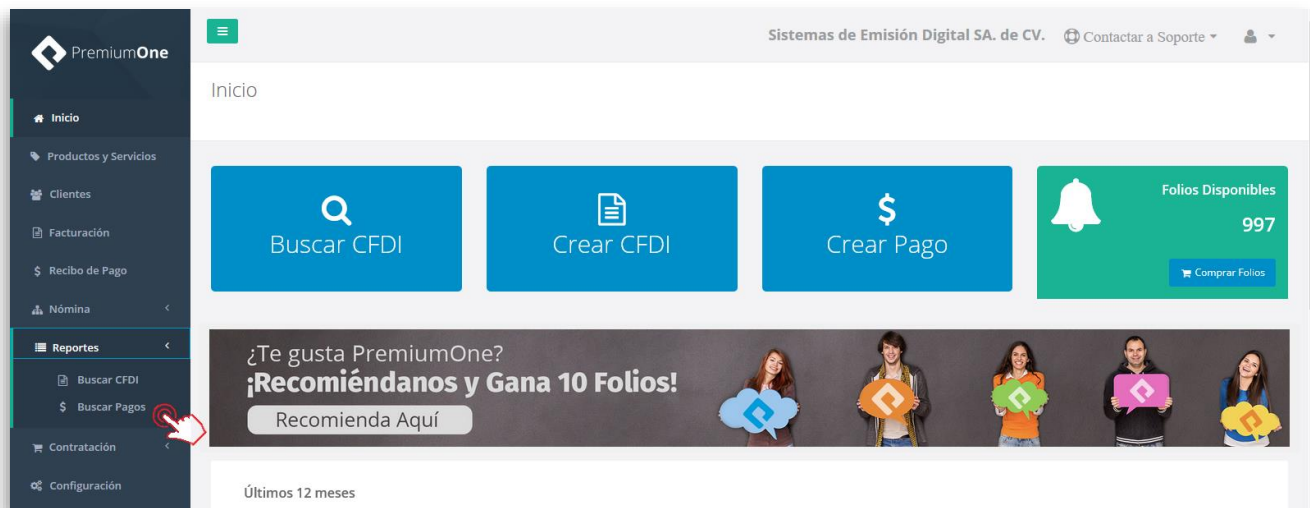 PremiumOne
Sistemas de Emisión Digital SA. de CV.
Contactar a Soporte
Inicio
Inicio
Productos y Servicios
Clientes
Facturación
$ Recibo de Pago
Nómina
Reportes
Buscar CFDI
$ Buscar Pagos
Contratación
Configuración
Buscar CFDI
Crear CFDI
$
Crear Pago
Folios Disponibles
997
Comprar Folios
¿Te gusta PremiumOne?
¡Recomiéndanos y Gana 10 Folios!
Recomienda Aquí
Últimos 12 meses